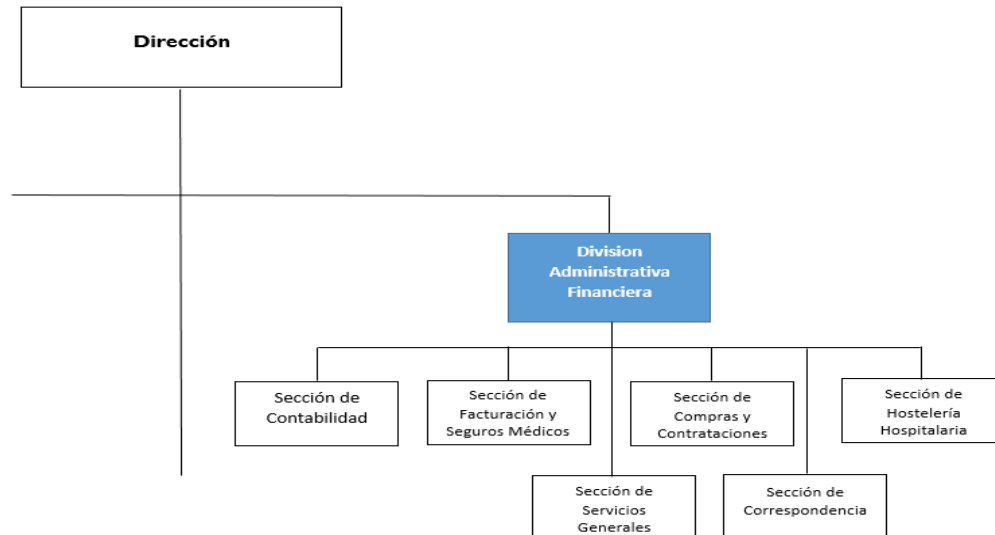 Dirección
Division
Administrativa
Financiera
Sección de
Contabilidad
Sección de
Facturación y
Seguros Médicos
Sección de
Compras y
Contrataciones
Sección de
Hostelería
Hospitalaria
Sección de
Servicios
Generales
Sección de
Correspondencia